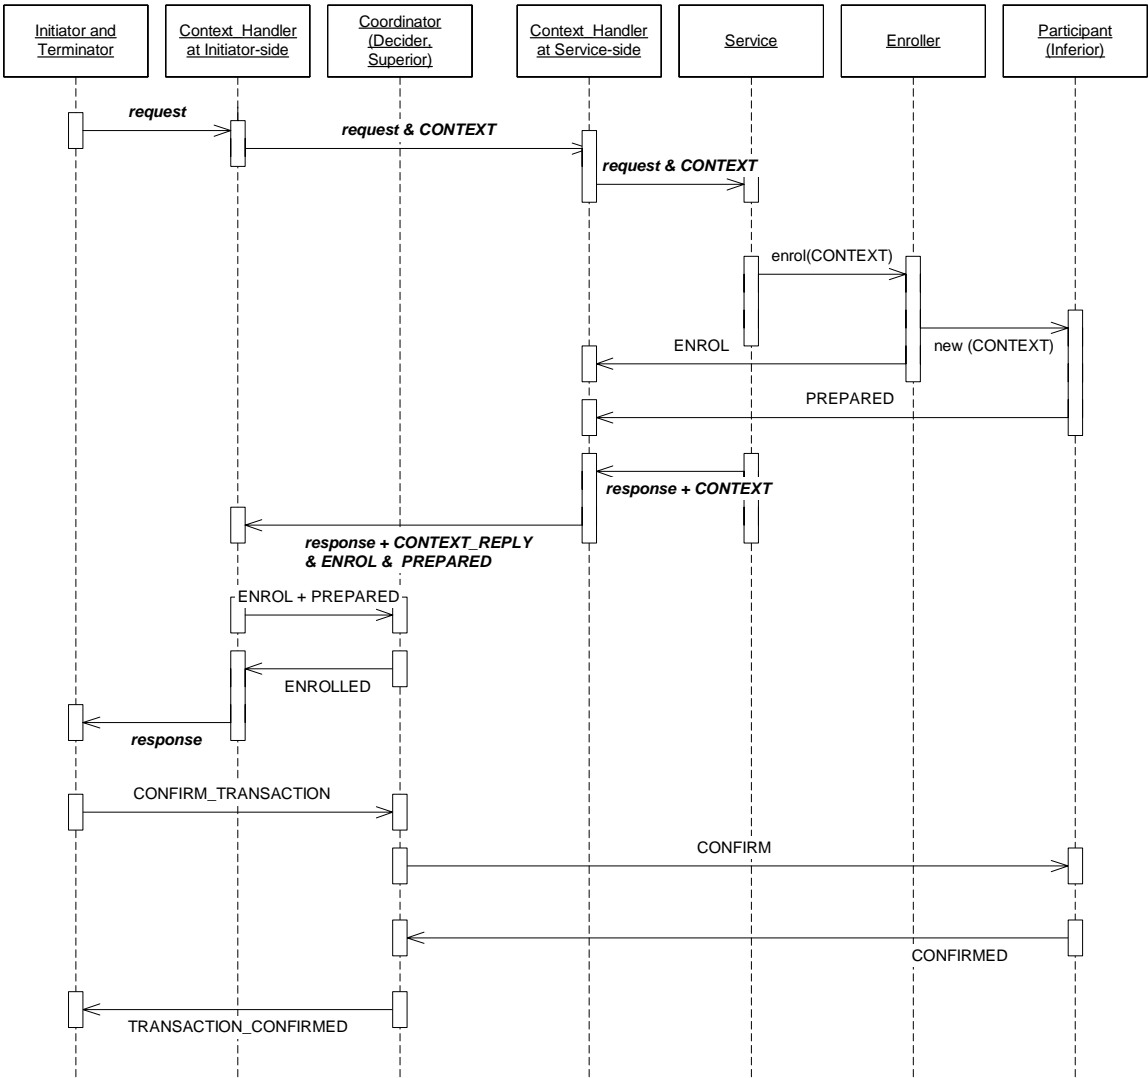 Initiator and
Terminator
Context_Handler
at Initiator-side
Coordinator
(Decider,
Superior)
Context_Handler
at Service-side
Service
Enroller
Participant
(Inferior)
request
request & CONTEXT
request & CONTEXT
enrol(CONTEXT)
new (CONTEXT)
ENROL
PREPARED
response + CONTEXT
response + CONTEXT_REPLY
& ENROL & PREPARED
ENROL + PREPARED
ENROLLED
response
CONFIRM_TRANSACTION
CONFIRM
CONFIRMED
TRANSACTION_CONFIRMED